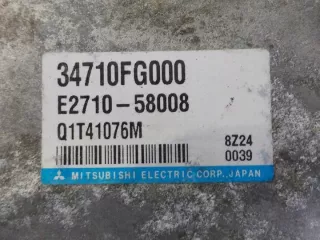 34710FG000
E2710-58008
Q1T41076M
8Z24
0039
MITSUBISHI ELECTRIC CORP., JAPAN